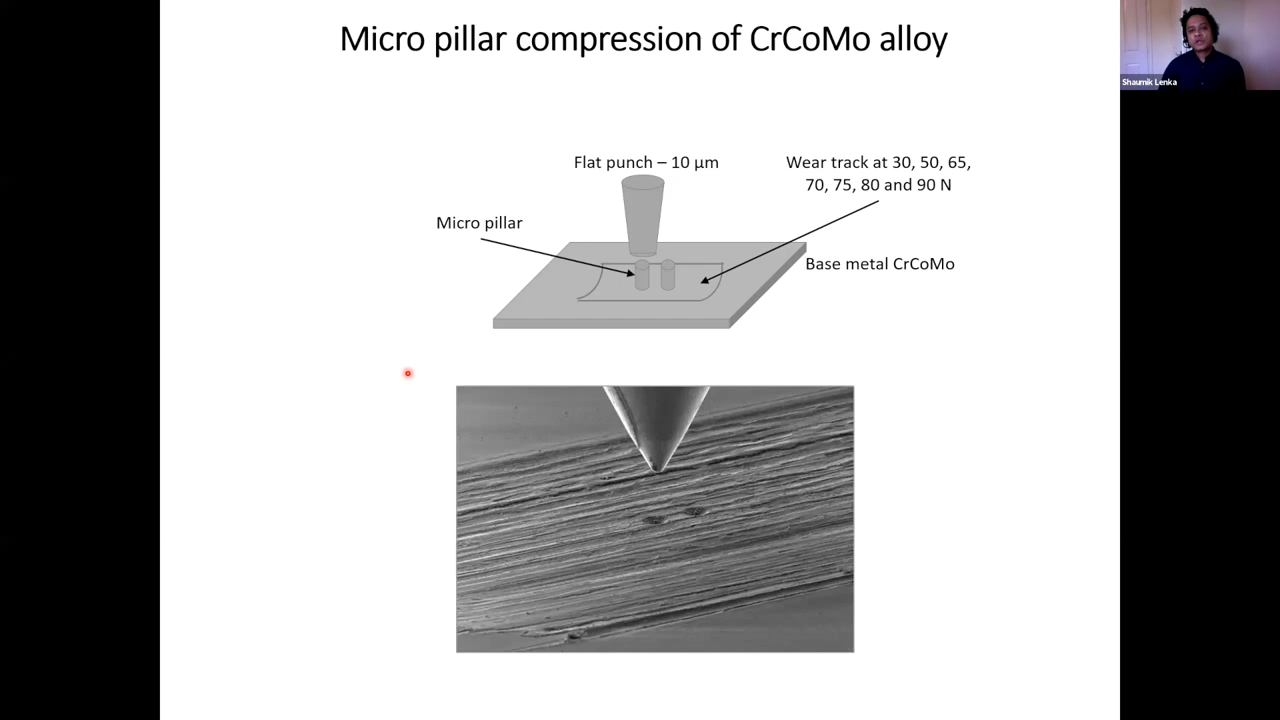 Micro pillar compression of CrCoMo alloy
Shaumik Lenka
Flat punch – 10 μm
Wear track at 30, 50, 65,
70, 75, 80 and 90 N
Micro pillar
Base metal CrCoMo